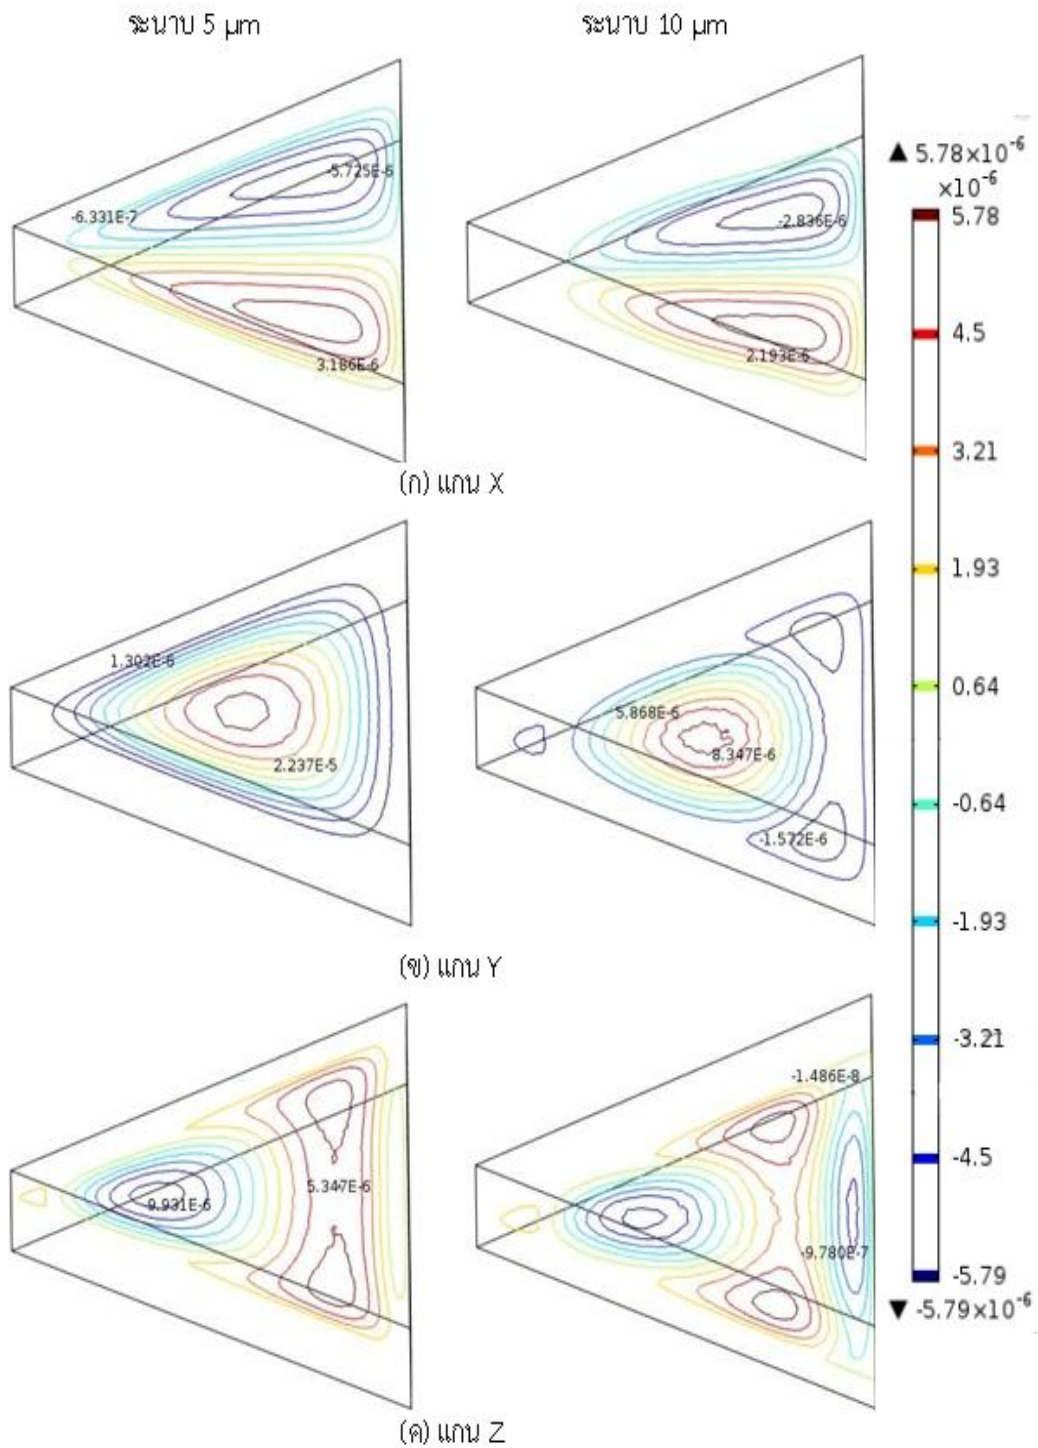 ระนาบ 5 µm
ระนาบ 10 µm
-5.725E-6
-6.331E-7
3.186E-6
-2.836E-6
2.193E-6
(ก) แกน X
1.302E-6
2.237E-5
5.868E-6
8.347E-6
-1.572E-6
(ข) แกน Y
9.931E-6
5.347E-6
-1.486E-8
-9.780E-7
(ค) แกน Z
▲ 5.78×10⁻⁶
×10⁻⁶
5.78
4.5
3.21
1.93
0.64
-0.64
-1.93
-3.21
-4.5
-5.79
▼ -5.79×10⁻⁶